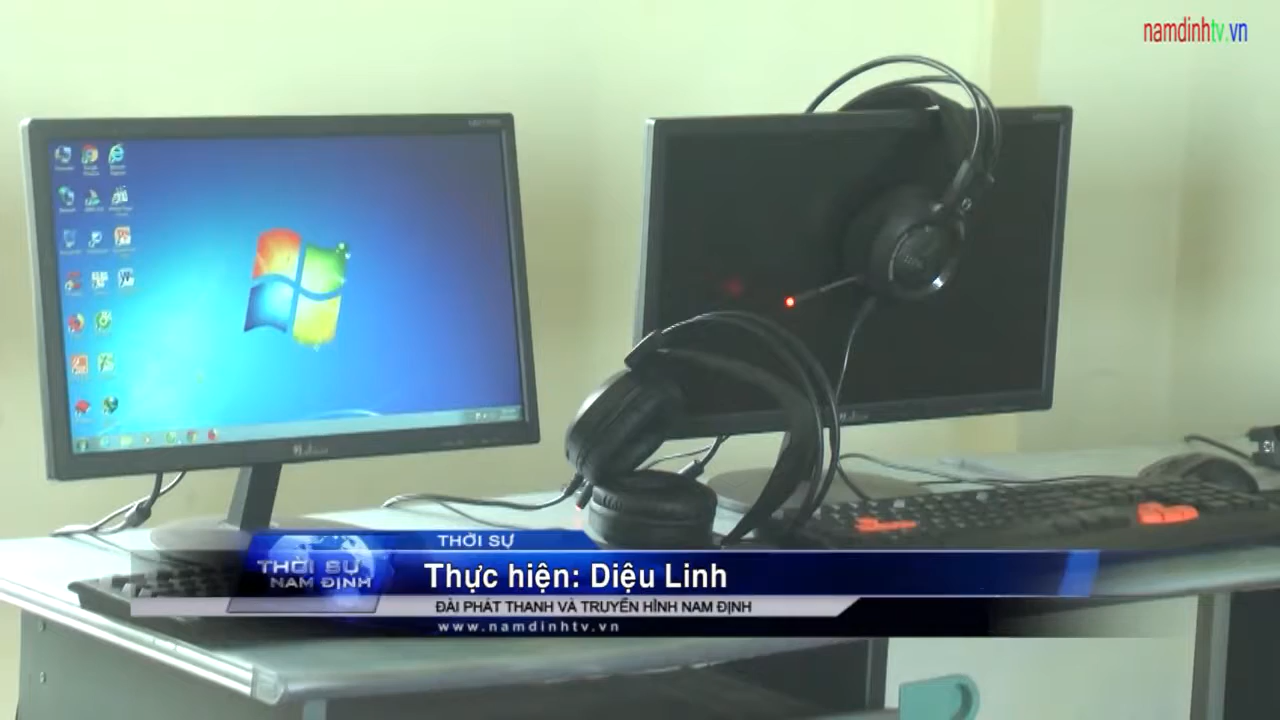 namdinhtv.vn
THỜI SỰ
THỜI SỰ
NAM ĐỊNH
Thực hiện: Diệu Linh
ĐÀI PHÁT THANH VÀ TRUYỀN HÌNH NAM ĐỊNH
www.namdinhtv.vn